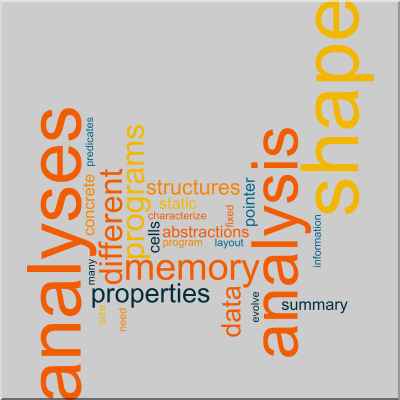 shape
analyses
analysis
predicates
concrete
different
programs
structures
static
characterize
abstractions
program
layout
cells
fixed
pointer
information
memory
many
properties
size
need
data
evolve
summary